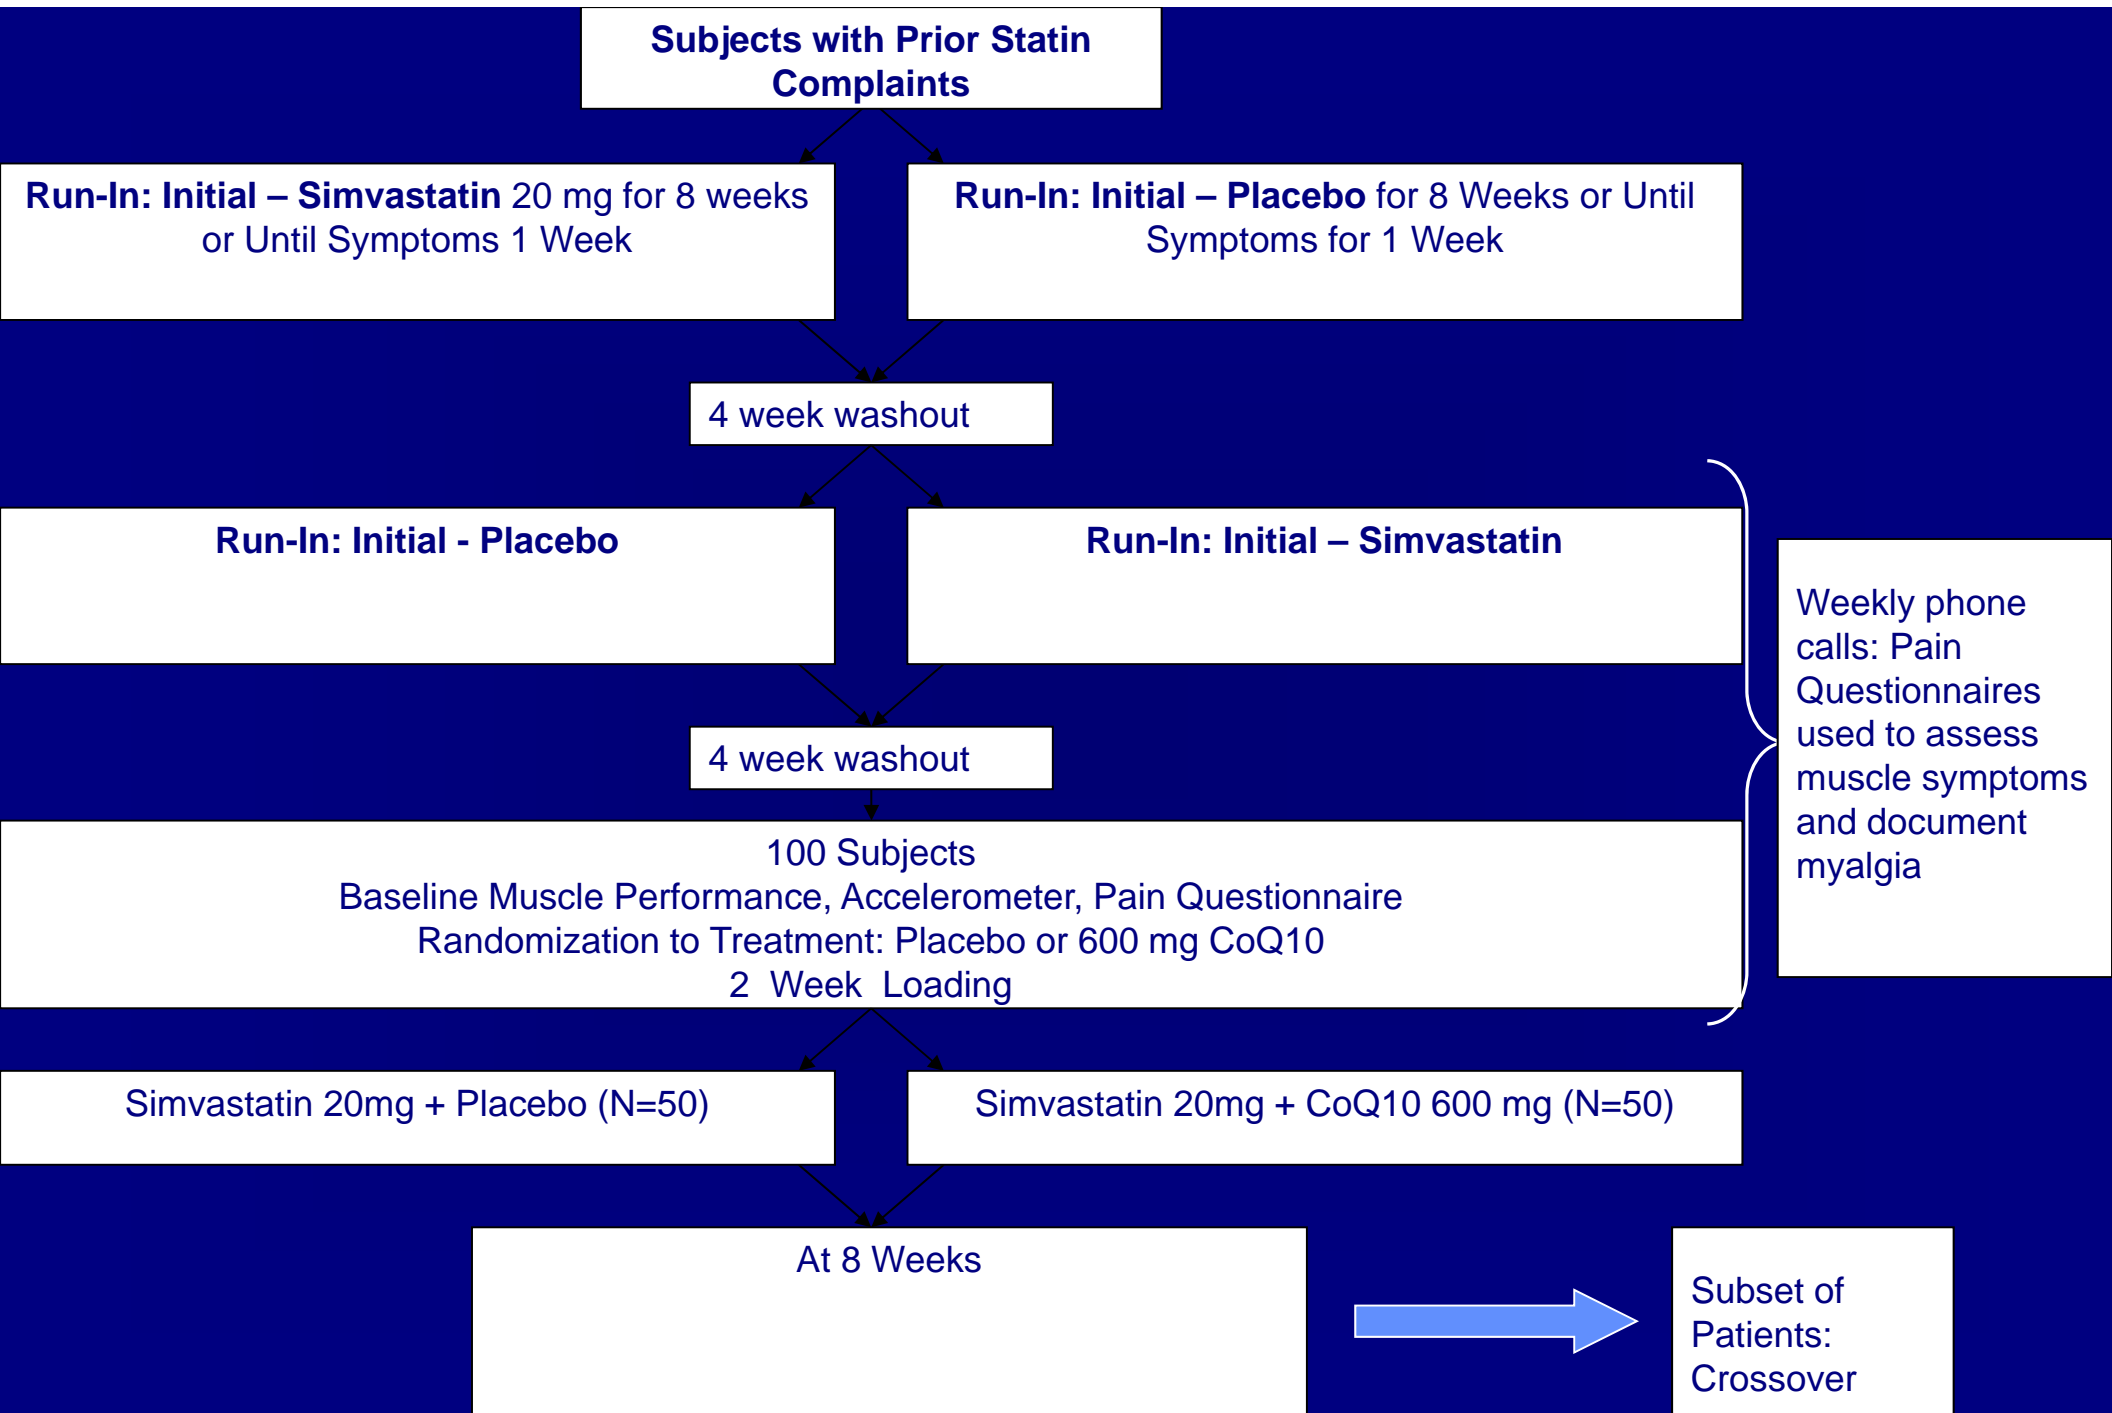 Subjects with Prior Statin
Complaints
Run-In: Initial – Simvastatin 20 mg for 8 weeks
or Until Symptoms 1 Week
Run-In: Initial – Placebo for 8 Weeks or Until
Symptoms for 1 Week
4 week washout
Run-In: Initial - Placebo
Run-In: Initial – Simvastatin
Weekly phone
calls: Pain
Questionnaires
used to assess
muscle symptoms
and document
myalgia
4 week washout
100 Subjects
Baseline Muscle Performance, Accelerometer, Pain Questionnaire
Randomization to Treatment: Placebo or 600 mg CoQ10
2 Week Loading
Simvastatin 20mg + Placebo (N=50)
Simvastatin 20mg + CoQ10 600 mg (N=50)
At 8 Weeks
Subset of
Patients:
Crossover